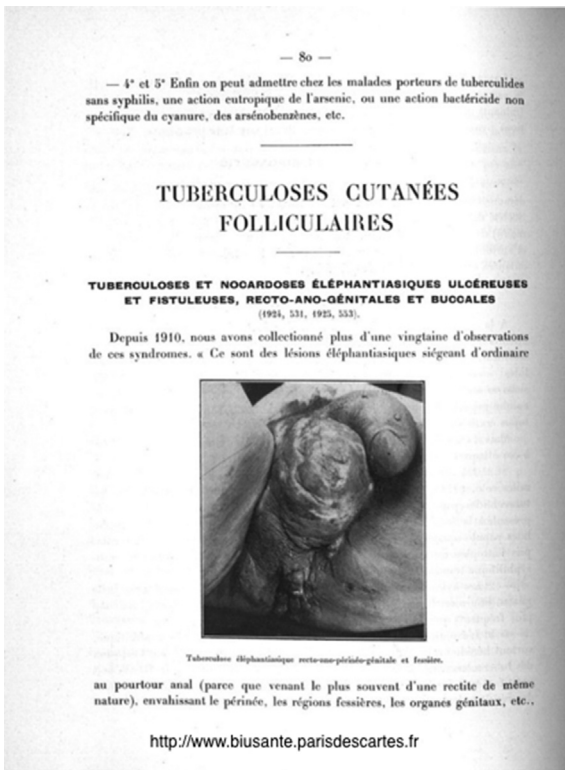 — 80 —
— 4° et 5° Enfin on peut admettre chez les malades porteurs de tuberculides
sans syphilis, une action eutropique de l'arsenic, ou une action bactéricide non
spécifique du cyanure, des arsénobenzènes, etc.
TUBERCULOSES CUTANÉES
FOLLICULAIRES
TUBERCULOSES ET NOCARDOSES ÉLÉPHANTIASIQUES ULCÉREUSES
ET FISTULEUSES, RECTO-ANO-GÉNITALES ET BUCCALES
(1924, 531, 1925, 553).
Depuis 1910, nous avons collectionné plus d'une vingtaine d'observations
de ces syndromes. « Ce sont des lésions éléphantiasiques siégeant d'ordinaire
Tuberculose éléphantiasique recto-ano-périnéo-génitale et fessière.
au pourtour anal (parce que venant le plus souvent d'une rectite de même
nature), envahissant le périnée, les régions fessières, les organes génitaux, etc..
http://www.biusante.parisdescartes.fr